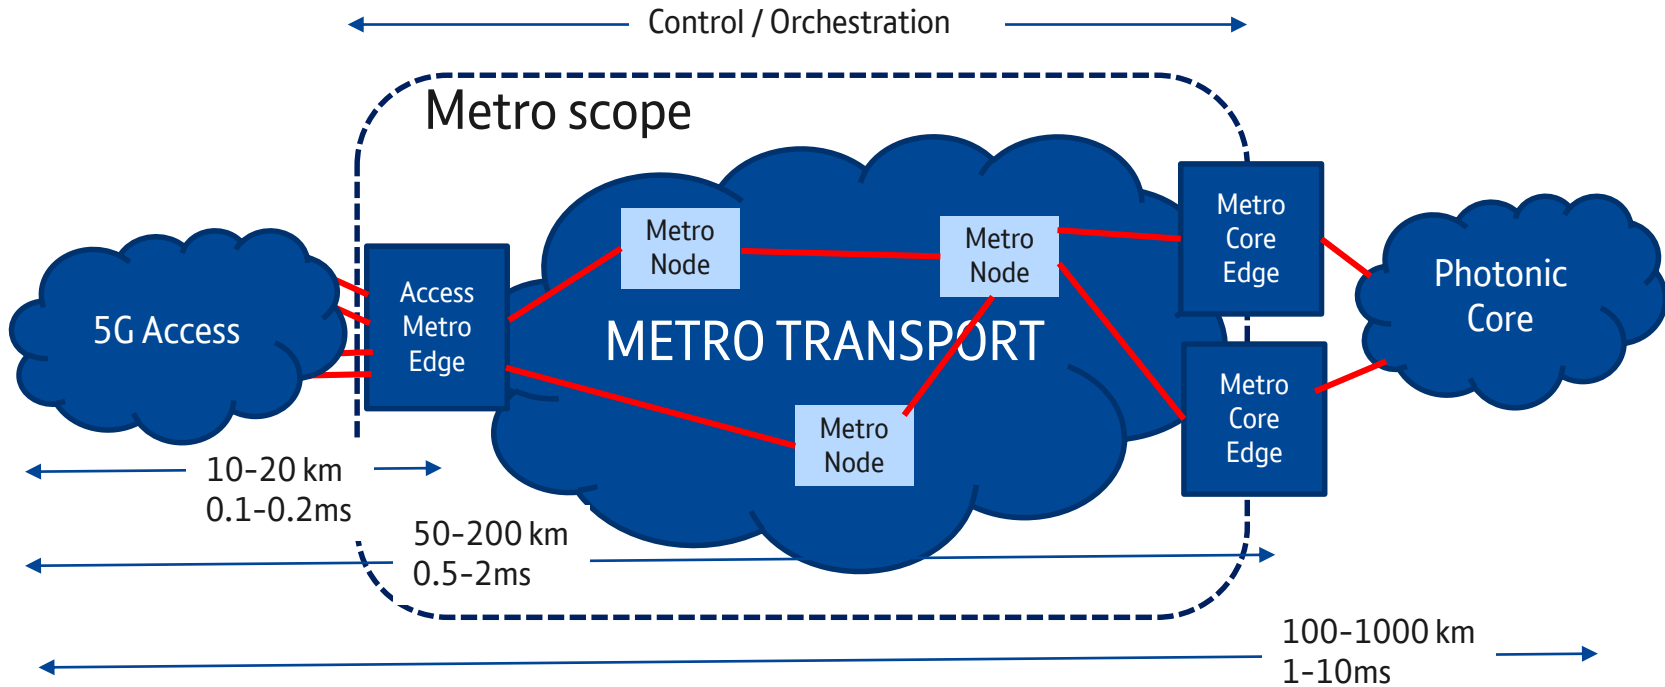 Control / Orchestration
Metro scope
5G Access
Access
Metro
Edge
Metro
Node
Metro
Node
METRO TRANSPORT
Metro
Node
Metro
Core
Edge
Metro
Core
Edge
Photonic
Core
10-20 km
0.1-0.2ms
50-200 km
0.5-2ms
100-1000 km
1-10ms